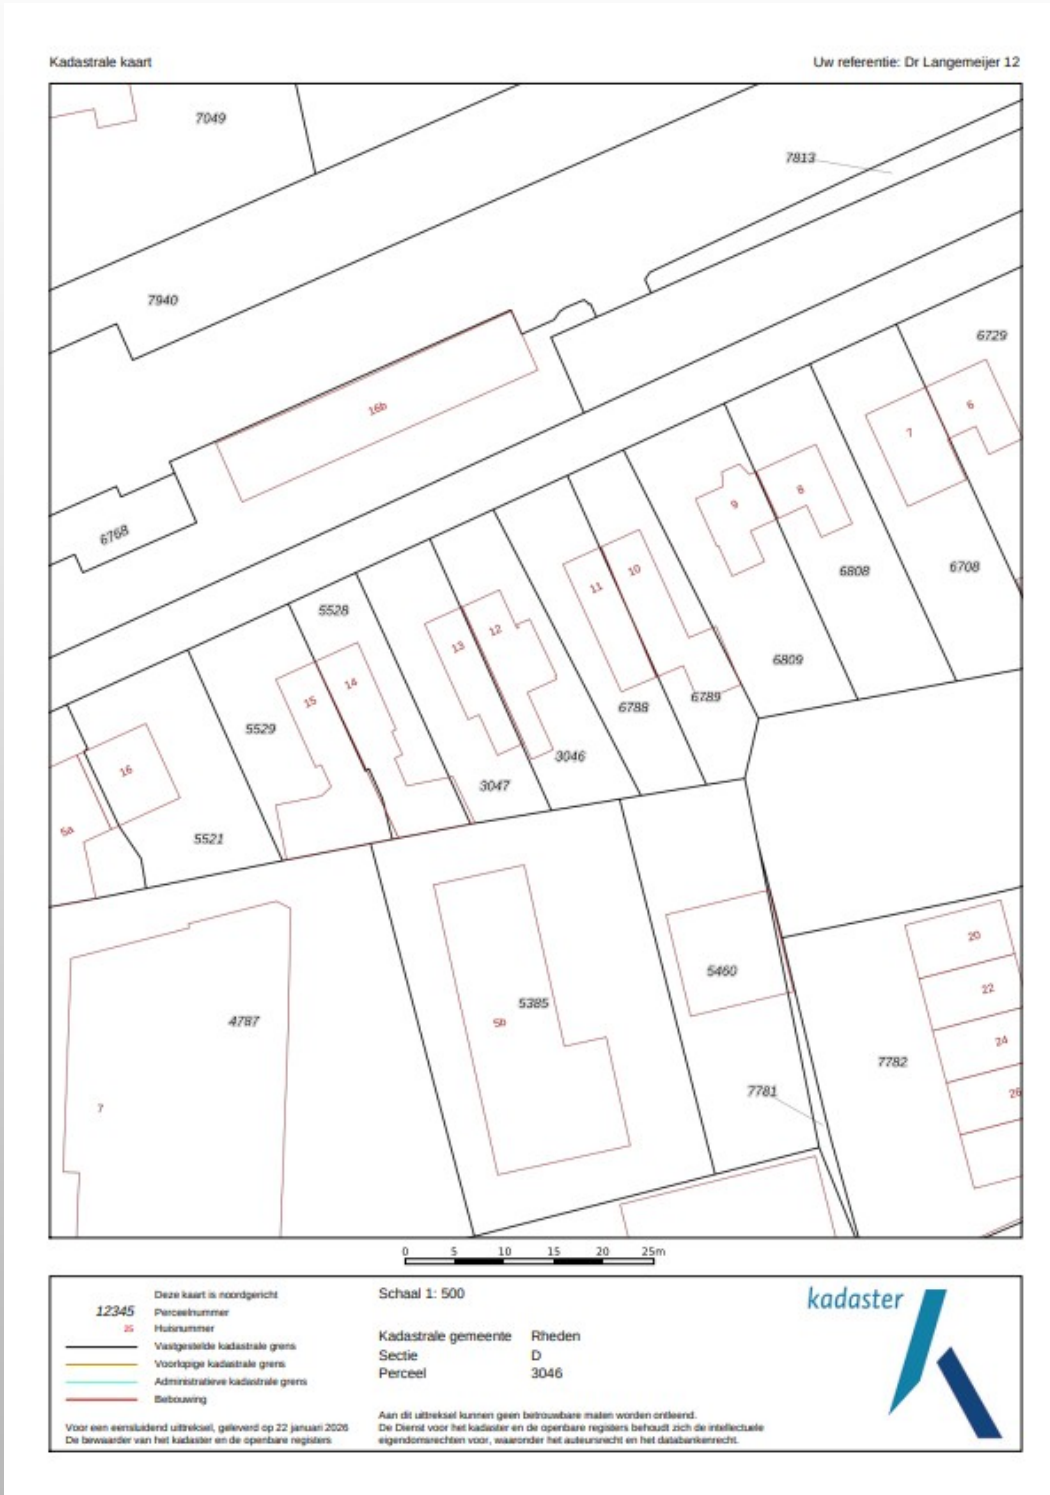 Kadastrale kaart
Uw referentie: Dr Langemeijer 12
7049
7813
7940
6729
16b
6
7
6768
9
8
6808
6708
5528
11
10
13
12
6809
15
14
6788
6789
5529
16
3046
3047
5a
5521
20
5460
22
4787
5385
5b
24
7782
7781
26
7
0 5 10 15 20 25m
Deze kaart is noordgericht
12345 Perceelnummer
25 Huisnummer
Vastgestelde kadastrale grens
Voorlopige kadastrale grens
Administratieve kadastrale grens
Bebouwing
Voor een eensluidend uittreksel, geleverd op 22 januari 2026
De bewaarder van het kadaster en de openbare registers
Schaal 1: 500
Kadastrale gemeente Rheden
Sectie D
Perceel 3046
Aan dit uittreksel kunnen geen betrouwbare maten worden ontleend.
De Dienst voor het kadaster en de openbare registers behoudt zich de intellectuele
eigendomsrechten voor, waaronder het auteursrecht en het databankenrecht.
kadaster